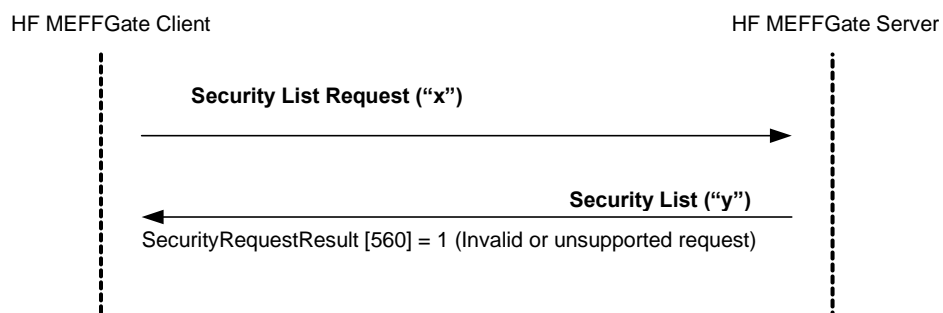 HF MEFFGate Client
HF MEFFGate Server
Security List Request (“x”)
Security List (“y”)
SecurityRequestResult [560] = 1 (Invalid or unsupported request)